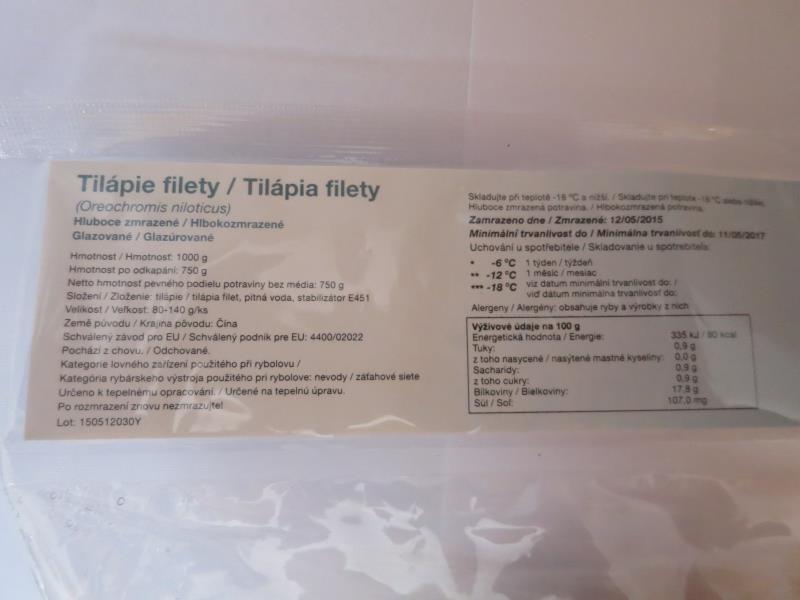 Tilápie filety / Tilápia filety
(Oreochromis niloticus)
Hluboce zmrazené / Hlbokozmrazené
Glazované / Glazúrované
Hmotnost / Hmotnosť: 1000 g
Hmotnost po odkapání: 750 g
Netto hmotnosť pevného podielu potraviny bez média: 750 g
Složení / Zloženie: tilápie / tilápia filet, pitná voda, stabilizátor E451
Velikost / Veľkosť: 80-140 g/ks
Země původu / Krajina pôvodu: Čína
Schválený závod pro EU / Schválený podnik pre EU: 4400/02022
Pochází z chovu. / Odchované.
Kategorie lovného zařízení použitého při rybolovu /
Kategória rybárskeho výstroja použitého pri rybolove: nevody / záťahové siete
Určeno k tepelnému opracování. / Určené na tepelnú úpravu.
Po rozmrazení znovu nezmrazujte!
Lot: 150512030Y
Skladujte při teplotě -18 °C a nižší. / Skladujte pri teplote -18 °C alebo nižšej.
Hluboce zmrazená potravina. / Hlbokozmrazená potravina.
Zamrazeno dne / Zmrazené: 12/05/2015
Minimální trvanlivost do / Minimálna trvanlivosť do: 11/05/2017
Uchování u spotřebitele / Skladovanie u spotrebiteľa:
* -6 °C 1 týden / týždeň
** -12 °C 1 měsíc / mesiac
*** -18 °C viz datum minimální trvanlivosti do: /
viď dátum minimálna trvanlivosť do:
Alergeny / Alergény: obsahuje ryby a výrobky z nich
Výživové údaje na 100 g
Energetická hodnota / Energie: 335 kJ / 80 kcal
Tuky: 0,9 g
z toho nasycené / nasýtené mastné kyseliny: 0,0 g
Sacharidy: 0,9 g
z toho cukry: 0,9 g
Bílkoviny / Bielkoviny: 17,8 g
Sůl / Soľ: 107,0 mg